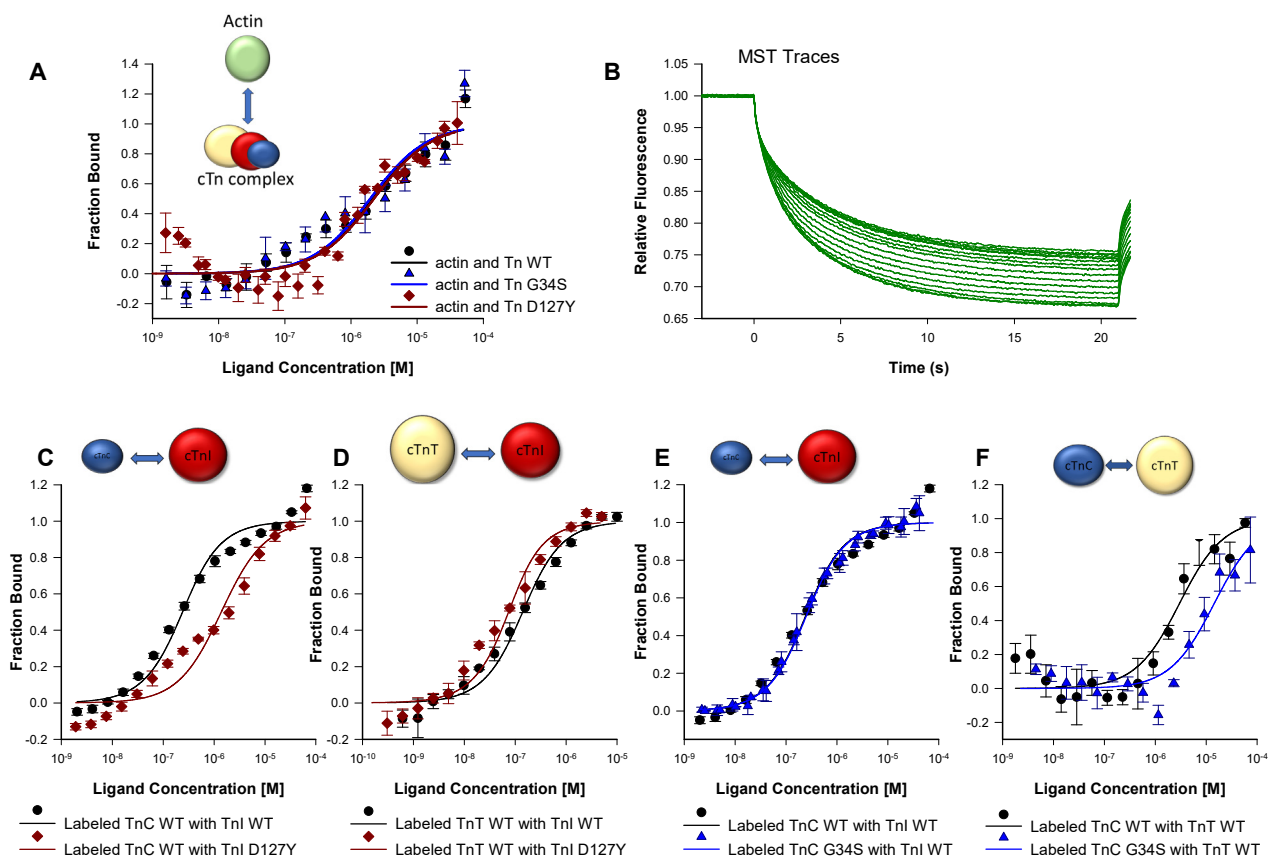 Actin
A
cTn complex
1.4
1.2
1.0
0.8
0.6
0.4
0.2
0.0
-0.2
Fraction Bound
actin and Tn WT
actin and Tn G34S
actin and Tn D127Y
10-9 10-8 10-7 10-6 10-5 10-4
Ligand Concentration [M]
B
MST Traces
1.05
1.00
0.95
0.90
0.85
0.80
0.75
0.70
0.65
Relative Fluorescence
0 5 10 15 20
Time (s)
C
cTnC cTnI
1.2
1.0
0.8
0.6
0.4
0.2
0.0
-0.2
Fraction Bound
10-9 10-8 10-7 10-6 10-5 10-4
Ligand Concentration [M]
Labeled TnC WT with TnI WT
Labeled TnC WT with TnI D127Y
D
cTnT cTnI
1.2
1.0
0.8
0.6
0.4
0.2
0.0
-0.2
Fraction Bound
10-10 10-9 10-8 10-7 10-6 10-5
Ligand Concentration [M]
Labeled TnT WT with TnI WT
Labeled TnT WT with TnI D127Y
E
cTnC cTnI
1.2
1.0
0.8
0.6
0.4
0.2
0.0
Fraction Bound
10-9 10-8 10-7 10-6 10-5 10-4
Ligand Concentration [M]
Labeled TnC WT with TnI WT
Labeled TnC G34S with TnI WT
F
cTnC cTnT
1.2
1.0
0.8
0.6
0.4
0.2
0.0
-0.2
Fraction Bound
10-9 10-8 10-7 10-6 10-5 10-4
Ligand Concentration [M]
Labeled TnC WT with TnT WT
Labeled TnC G34S with TnT WT